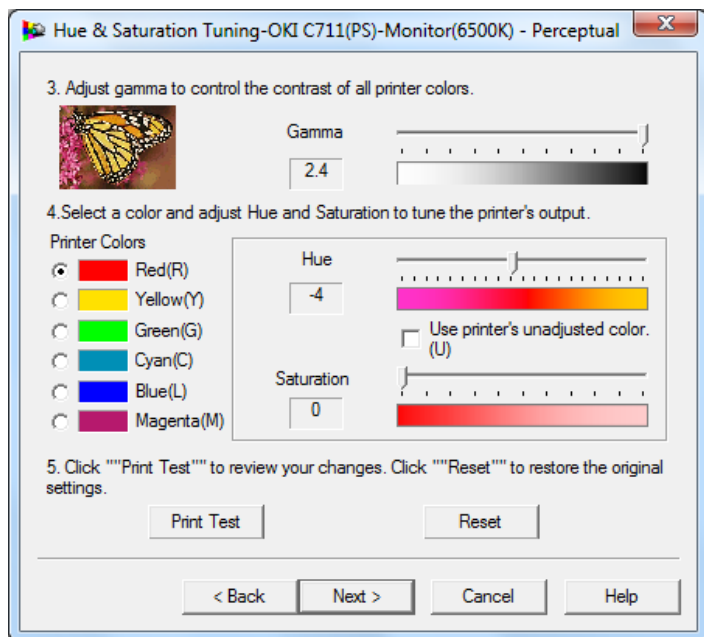 Hue & Saturation Tuning-OKI C711(PS)-Monitor(6500K) - Perceptual
3. Adjust gamma to control the contrast of all printer colors.
Gamma
2.4
4.Select a color and adjust Hue and Saturation to tune the printer's output.
Printer Colors
Red(R)
Yellow(Y)
Green(G)
Cyan(C)
Blue(L)
Magenta(M)
Hue
-4
Use printer's unadjusted color.
(U)
Saturation
0
5. Click ""Print Test"" to review your changes. Click ""Reset"" to restore the original
settings.
Print Test
Reset
< Back
Next >
Cancel
Help